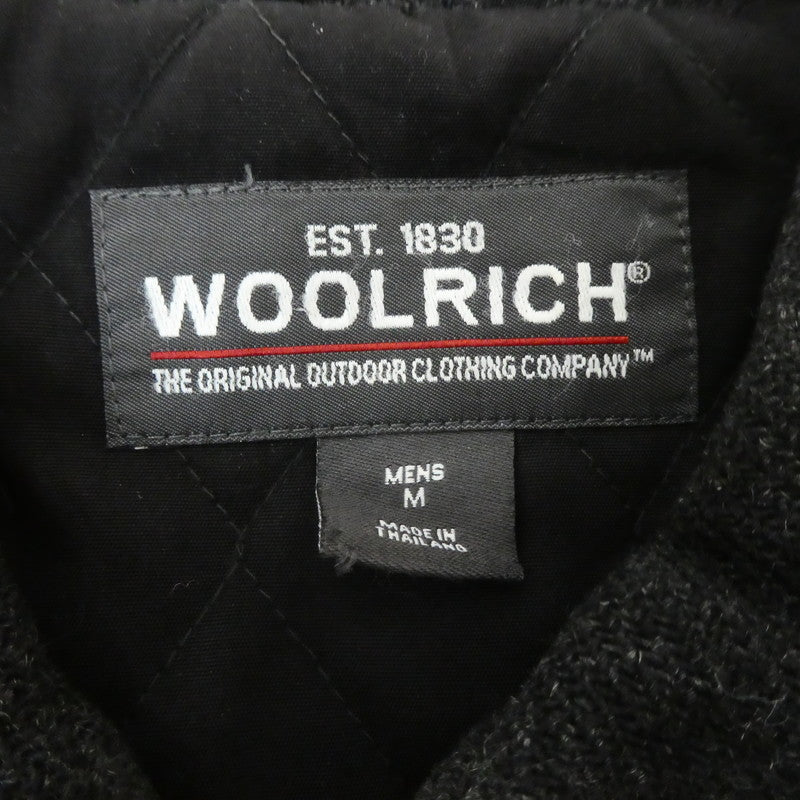 EST. 1830
WOOLRICH®
THE ORIGINAL OUTDOOR CLOTHING COMPANY™
MENS
M
MADE IN
THAILAND